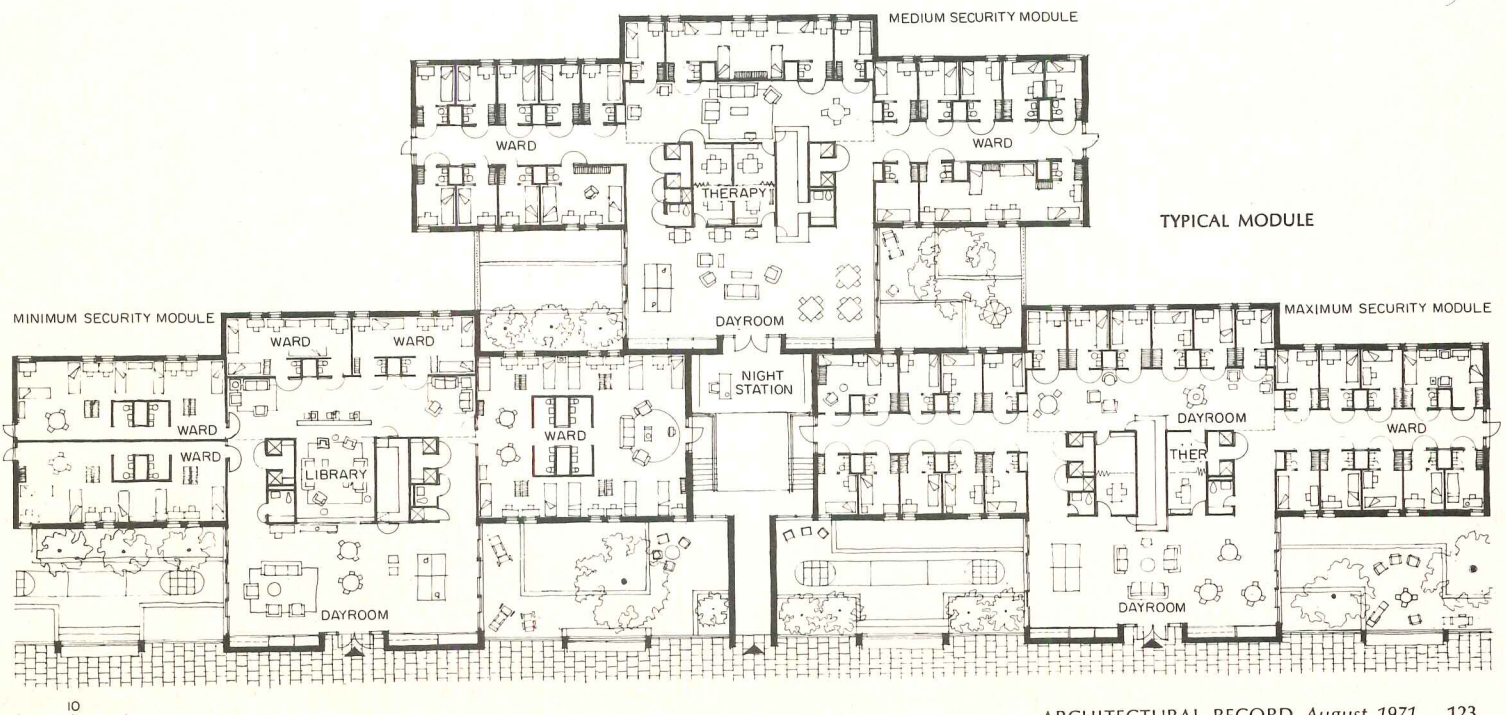 MEDIUM SECURITY MODULE
WARD
WARD
THERAPY
TYPICAL MODULE
DAYROOM
MINIMUM SECURITY MODULE
MAXIMUM SECURITY MODULE
WARD
WARD
NIGHT
STATION
DAYROOM
WARD
WARD
WARD
WARD
LIBRARY
THER
DAYROOM
DAYROOM
10
ARCHITECTURAL RECORD August 1971 123